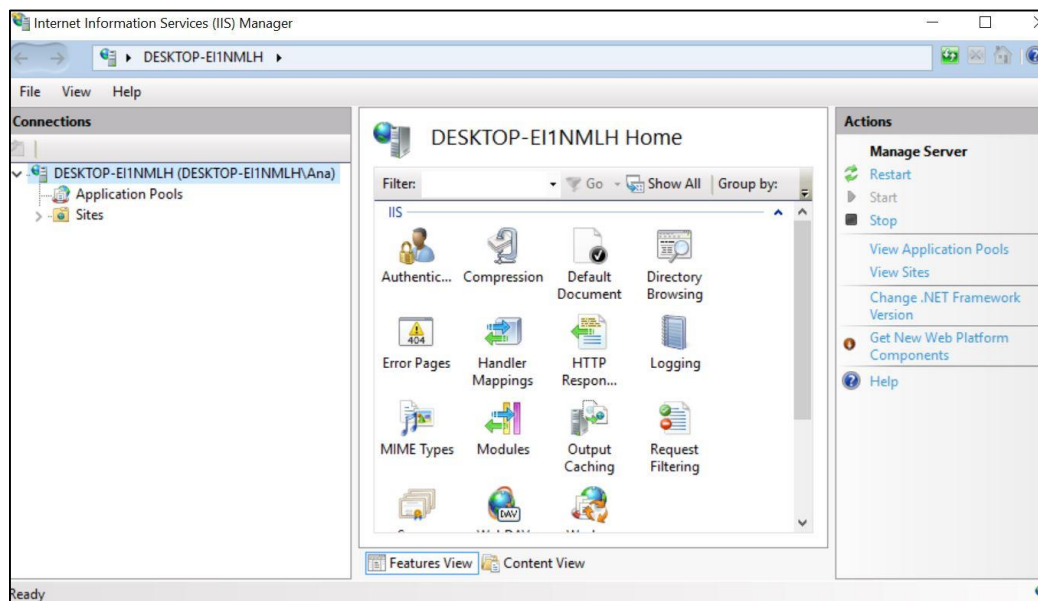 Internet Information Services (IIS) Manager
DESKTOP-EI1NMLH
File View Help
Connections
DESKTOP-EI1NMLH (DESKTOP-EI1NMLH\Ana)
Application Pools
Sites
DESKTOP-EI1NMLH Home
Filter: Go Show All Group by:
IIS
Authentic... Compression Default Directory
Document Browsing
404
Error Pages Handler HTTP Logging
Mappings Respon...
MIME Types Modules Output Request
Caching Filtering
DAV
Features View Content View
Actions
Manage Server
Restart
Start
Stop
View Application Pools
View Sites
Change .NET Framework
Version
Get New Web Platform
Components
Help
Ready